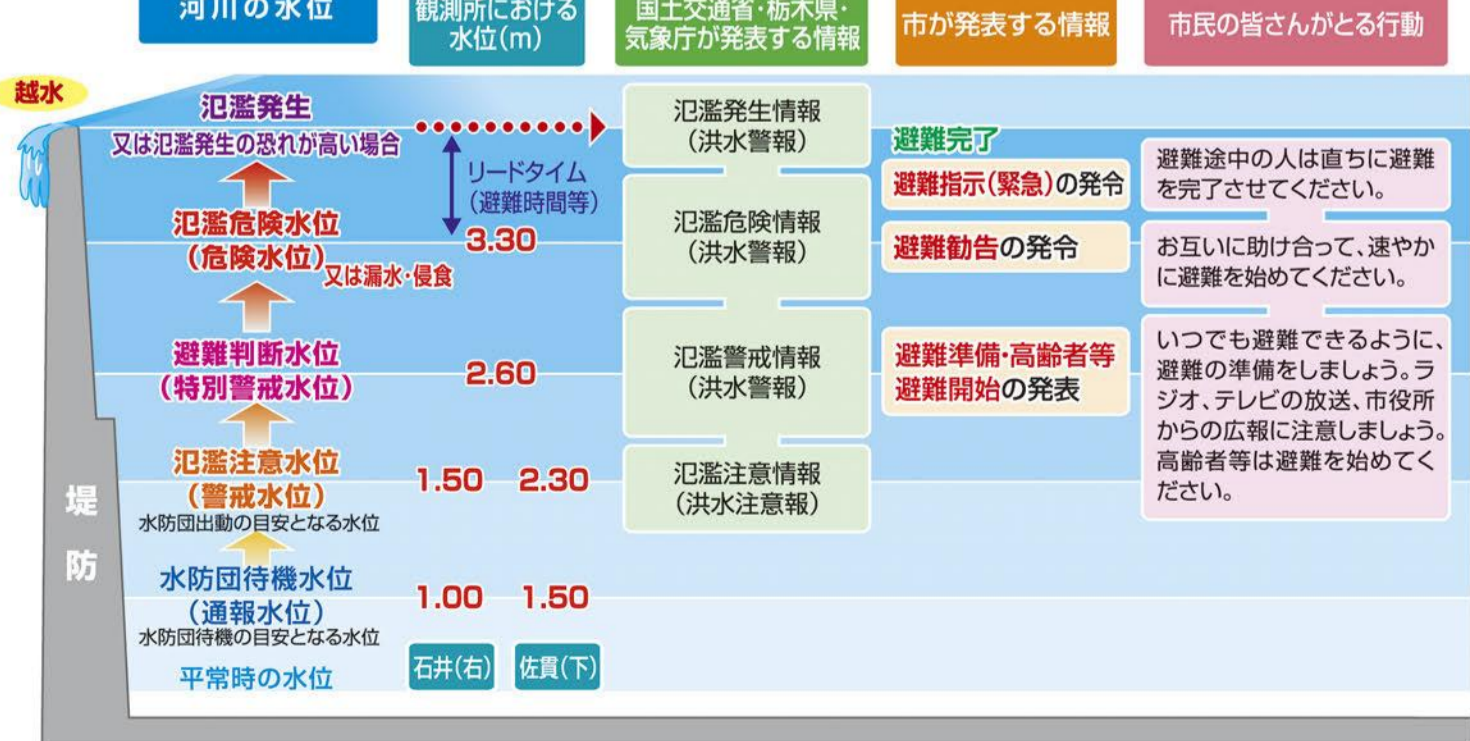 河川の水位
観測所における
水位(m)
国土交通省・栃木県・
気象庁が発表する情報
市が発表する情報
市民の皆さんがとる行動
越水
氾濫発生
又は氾濫発生の恐れが高い場合
リードタイム
(避難時間等)
氾濫危険水位
(危険水位)
又は漏水・侵食
3.30
避難判断水位
(特別警戒水位)
2.60
氾濫注意水位
(警戒水位)
水防団出動の目安となる水位
1.50 2.30
水防団待機水位
(通報水位)
水防団待機の目安となる水位
1.00 1.50
平常時の水位
石井(右) 佐貫(下)
堤防
氾濫発生情報
(洪水警報)
氾濫危険情報
(洪水警報)
氾濫警戒情報
(洪水警報)
氾濫注意情報
(洪水注意報)
避難完了
避難指示(緊急)の発令
避難勧告の発令
避難準備・高齢者等
避難開始の発表
避難途中の人は直ちに避難
を完了させてください。
お互いに助け合って、速やか
に避難を始めてください。
いつでも避難できるように、
避難の準備をしましょう。ラ
ジオ、テレビの放送、市役所
からの広報に注意しましょう。
高齢者等は避難を始めてく
ださい。